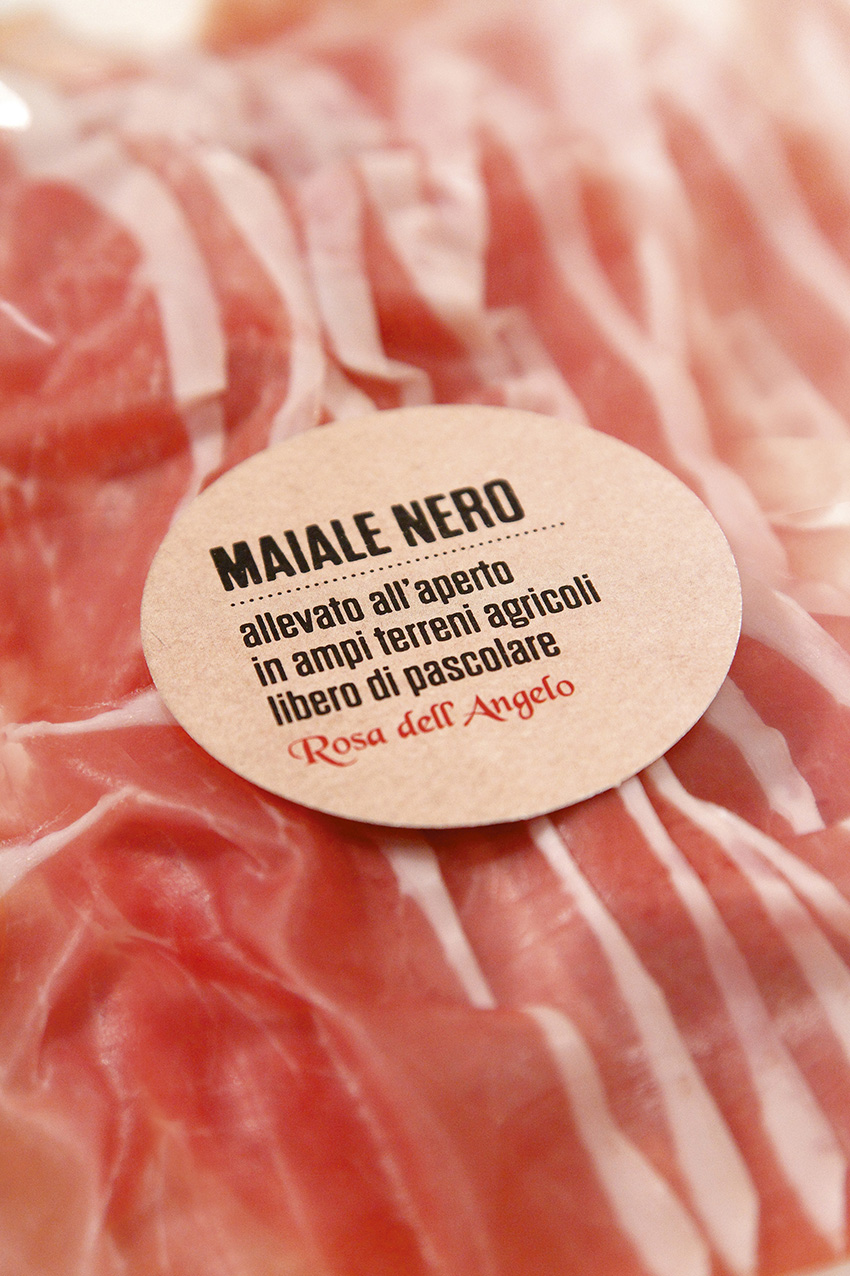 MAIALE NERO
allevato all'aperto
in ampi terreni agricoli
libero di pascolare
Rosa dell'Angelo